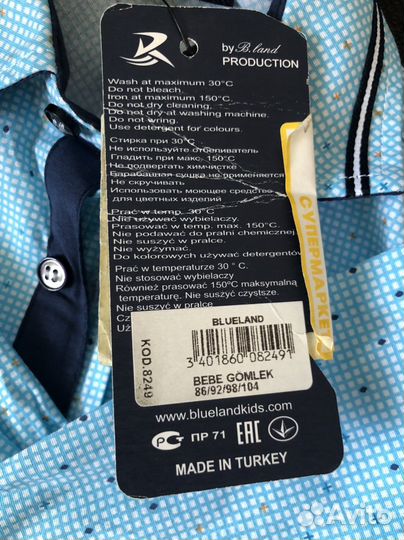 by B.land
PRODUCTION
Wash at maximum 30°C
Do not bleach.
Iron at maximum 150°C.
Do not dry cleaning.
Do not dry at washing machine.
Do not wring.
Use detergent for colours.
Стирка при 30°C
Не используйте отбеливатель
Гладить при макс. 150°C
Не подвергать химчистке
Барабанная сушка не применяется
Не скручивать
Использовать моющее средство
для цветных изделий
Prać w temp. 30°C
Nie używać wybielaczy.
Prasować w temp. max. 150°C.
Nie podawać do pralni chemicznej.
Nie suszyć w pralce.
Nie wyżymać.
Do kolorowych używać detergentów
Prać w temperaturze 30°C.
Nie stosować wybielaczy
Również prasować 150ºC maksymalną
temperaturę. Nie suszyć czystsze.
Nie suszyć w pralce
СУПЕРМАРКЕТ
BLUELAND
3 401860 082491
KOD.8249
BEBE GOMLEK
86/92/98/104
www.bluelandkids.com
PG ПР 71 EAC
MADE IN TURKEY
Avito